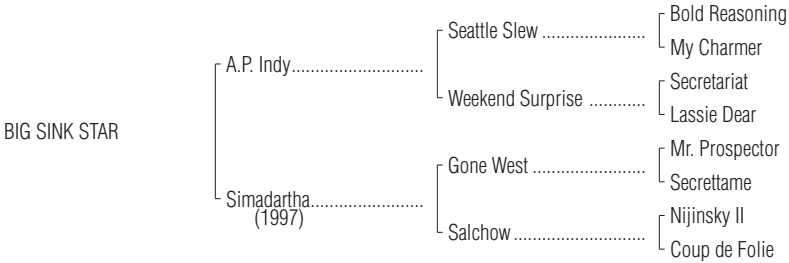 Bold Reasoning
Seattle Slew ......................
My Charmer
A.P. Indy............................
Secretariat
Weekend Surprise ............
Lassie Dear
BIG SINK STAR
Mr. Prospector
Gone West ........................
Secrettame
Simadartha........................
(1997)
Nijinsky II
Salchow ............................
Coup de Folie